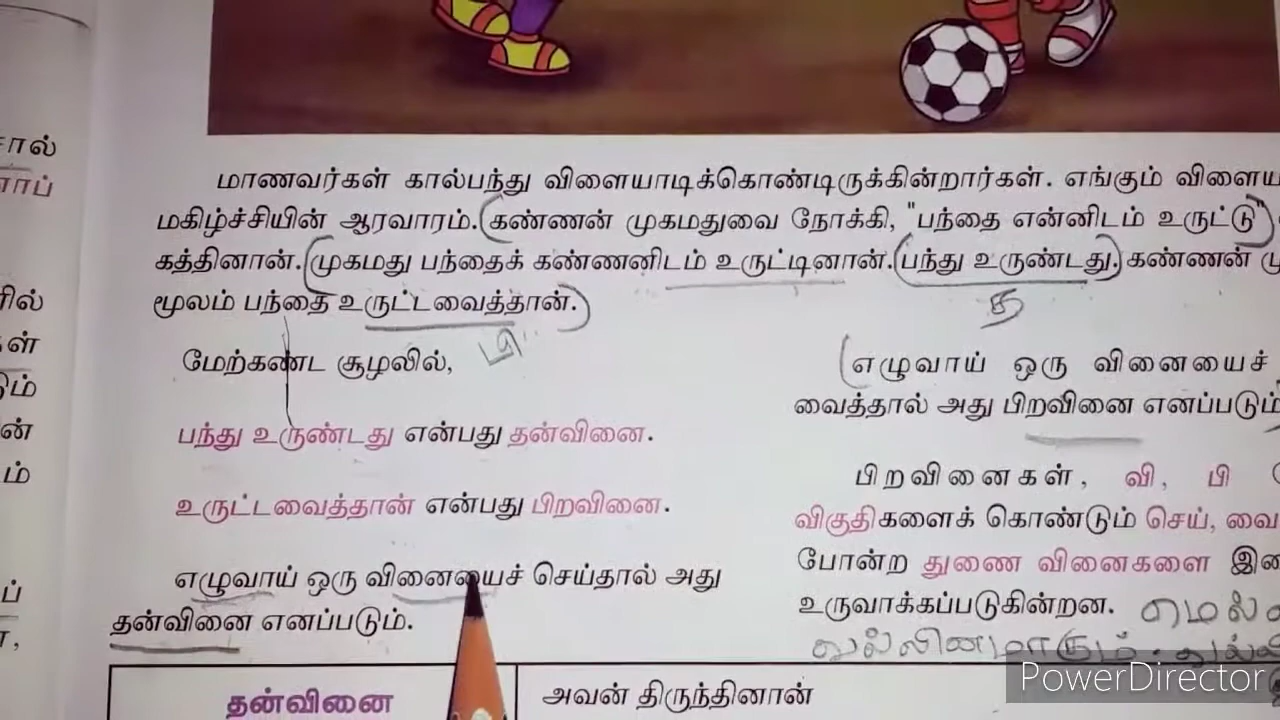 மாணவர்கள் கால்பந்து விளையாடிக்கொண்டிருக்கின்றார்கள். எங்கும் விளைய
மகிழ்ச்சியின் ஆரவாரம். கண்ணன் முகமதுவை நோக்கி, "பந்தை என்னிடம் உருட்டு"
கத்தினான். முகமது பந்தைக் கண்ணனிடம் உருட்டினான். பந்து உருண்டது. கண்ணன் மு
மூலம் பந்தை உருட்டவைத்தான்.
த
பி
மேற்கண்ட சூழலில்,
பந்து உருண்டது என்பது தன்வினை.
உருட்டவைத்தான் என்பது பிறவினை.
எழுவாய் ஒரு வினையைச் செய்தால் அது
தன்வினை எனப்படும்.
எழுவாய் ஒரு வினையைச்
வைத்தால் அது பிறவினை எனப்படும்
பிறவினைகள், வி, பி
விகுதிகளைக் கொண்டும் செய், வை
போன்ற துணை வினைகளை இணை
உருவாக்கப்படுகின்றன. மெல்
வல்லினமாகும்.
தன்வினை அவன் திருந்தினான்
PowerDirector